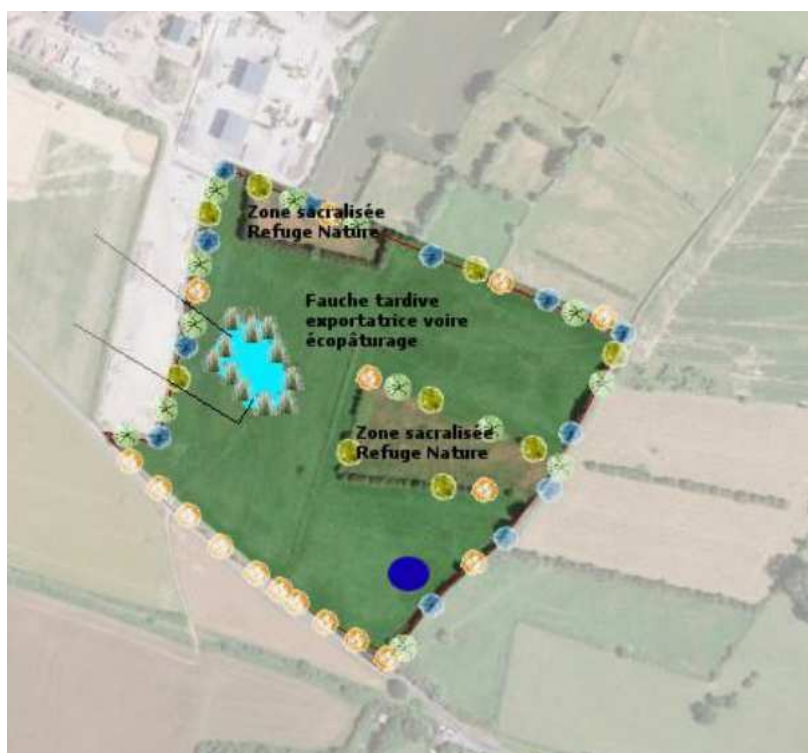 Zone sacralisée
Refuge Nature
Fauche tardive
exportatrice voire
écopâturage
Zone sacralisée
Refuge Nature